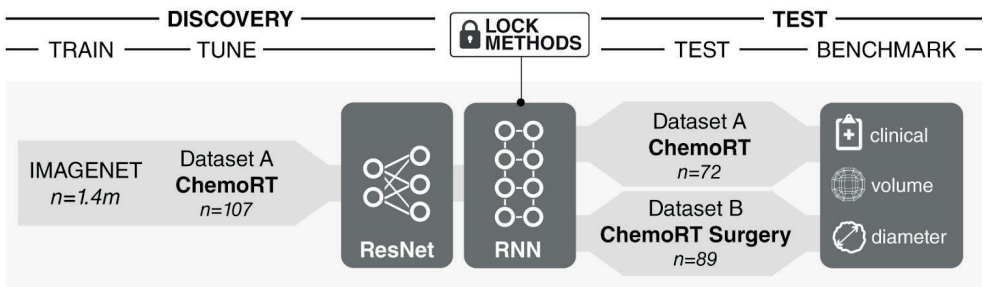 DISCOVERY
TRAIN
TUNE
LOCK
METHODS
TEST
TEST
BENCHMARK
IMAGENET
n=1.4m
Dataset A
ChemoRT
n=107
ResNet
RNN
Dataset A
ChemoRT
n=72
Dataset B
ChemoRT Surgery
n=89
clinical
volume
diameter